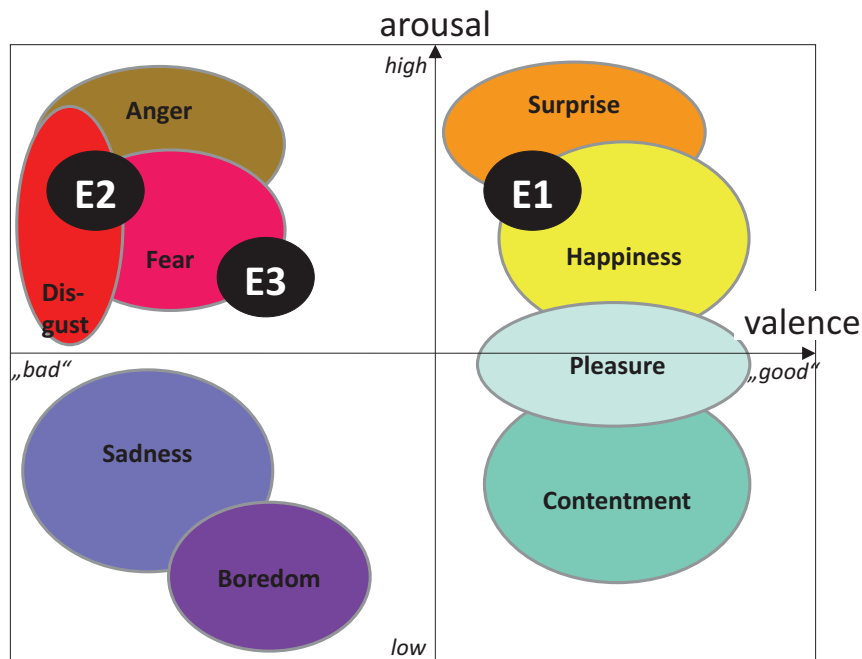 arousal
high
Anger
Surprise
E2
E1
Fear
Happiness
E3
Dis-
gust
valence
„bad“
Pleasure
„good“
Sadness
Contentment
Boredom
low